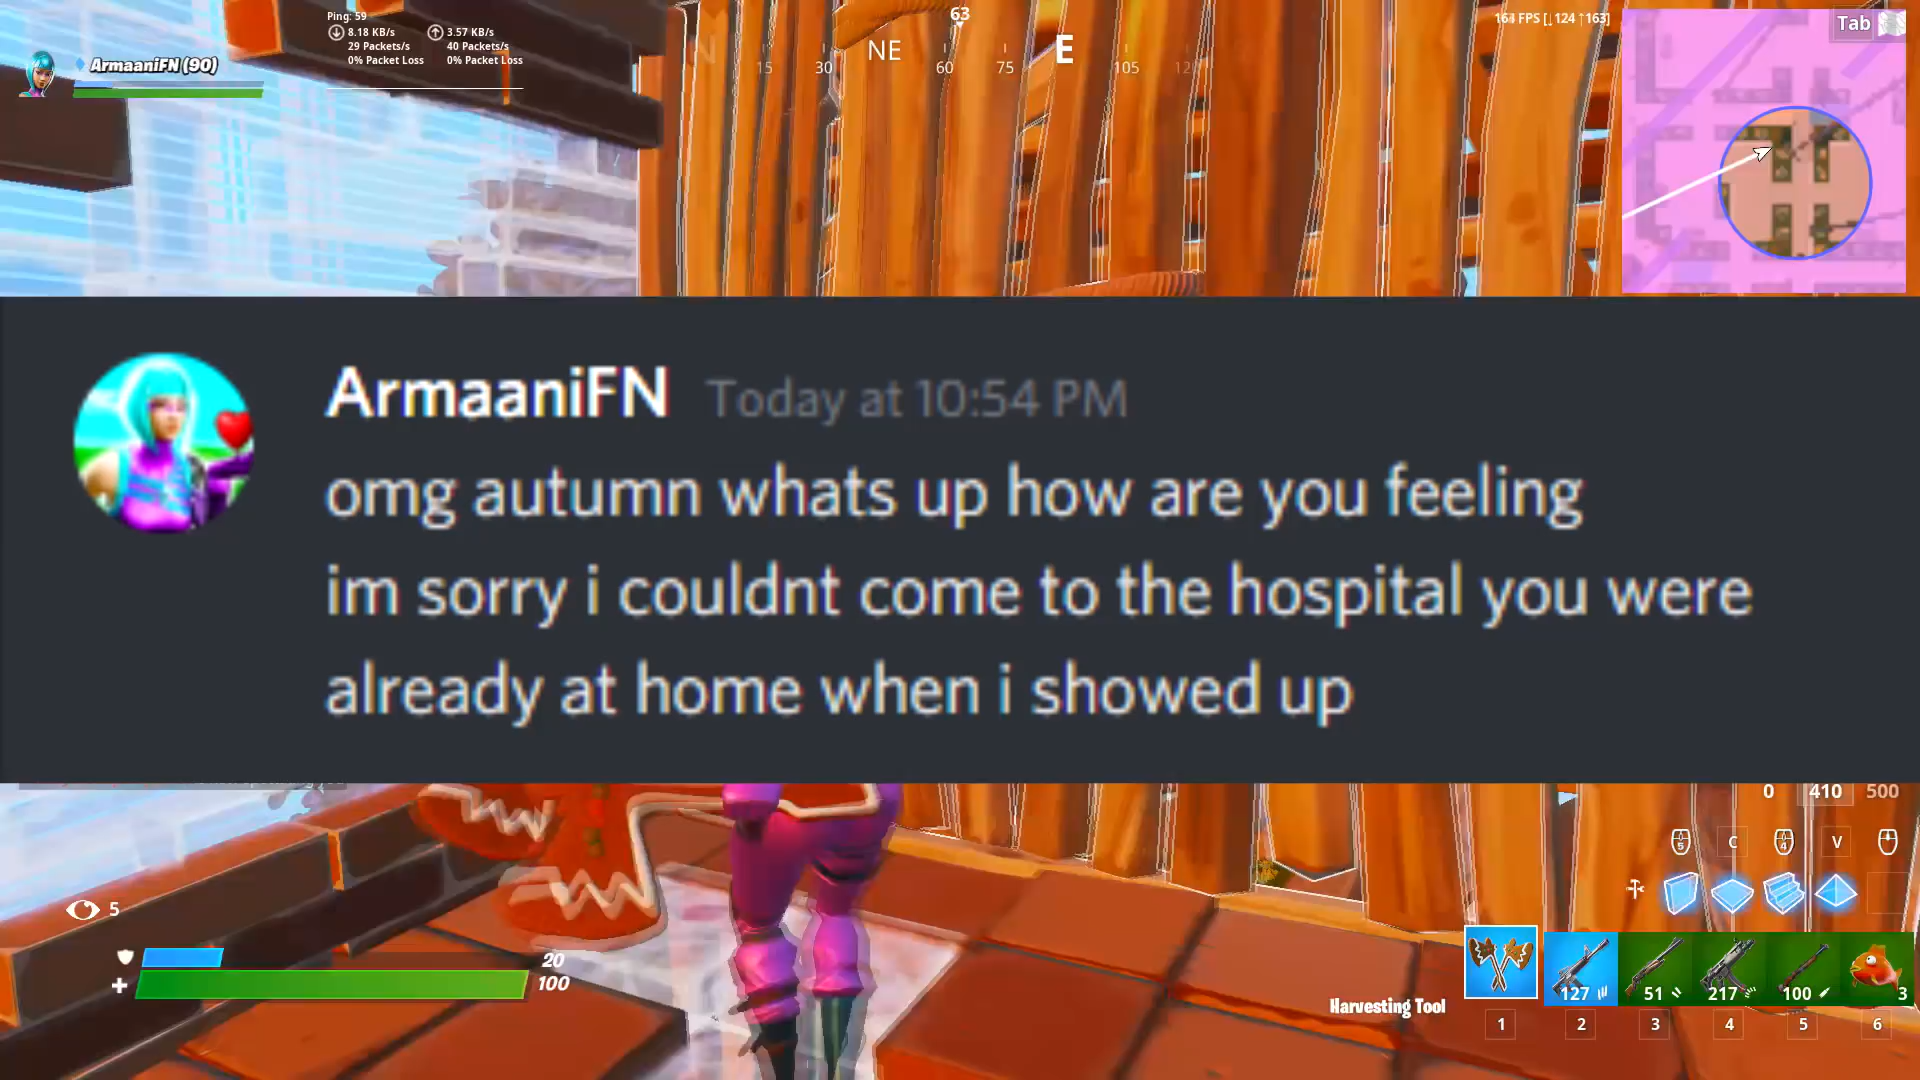 Ping: 59
8.18 KB/s 3.57 KB/s
29 Packets/s 40 Packets/s
0% Packet Loss 0% Packet Loss
ArmaaniFN (90)
63
15 30 NE 60 75 E 105
163 FPS [↓124 ↑163]
Tab
ArmaaniFN Today at 10:54 PM
omg autumn whats up how are you feeling
im sorry i couldnt come to the hospital you were
already at home when i showed up
0 410 500
5 C 4 V
5
20
100
Harvesting Tool
127 51 217 100 3
1 2 3 4 5 6